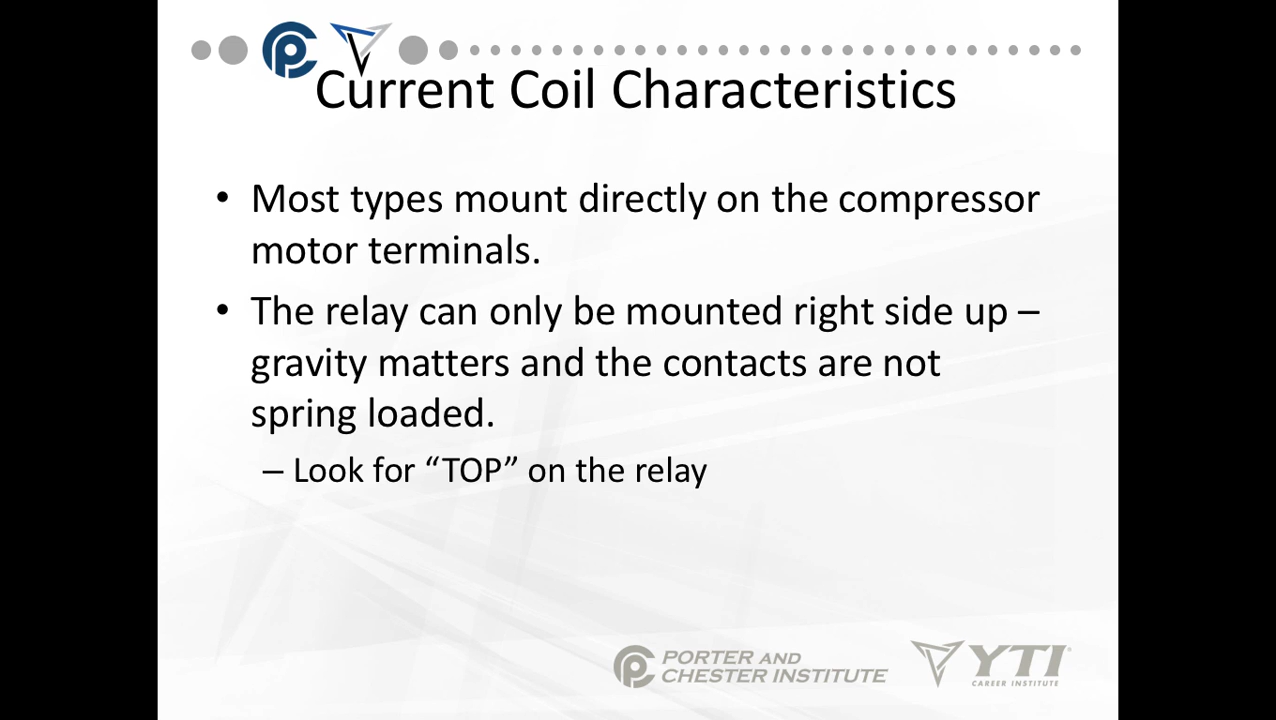 Current Coil Characteristics
• Most types mount directly on the compressor
motor terminals.
• The relay can only be mounted right side up –
gravity matters and the contacts are not
spring loaded.
– Look for “TOP” on the relay
PORTER AND
CHESTER INSTITUTE
YTI®
CAREER INSTITUTE